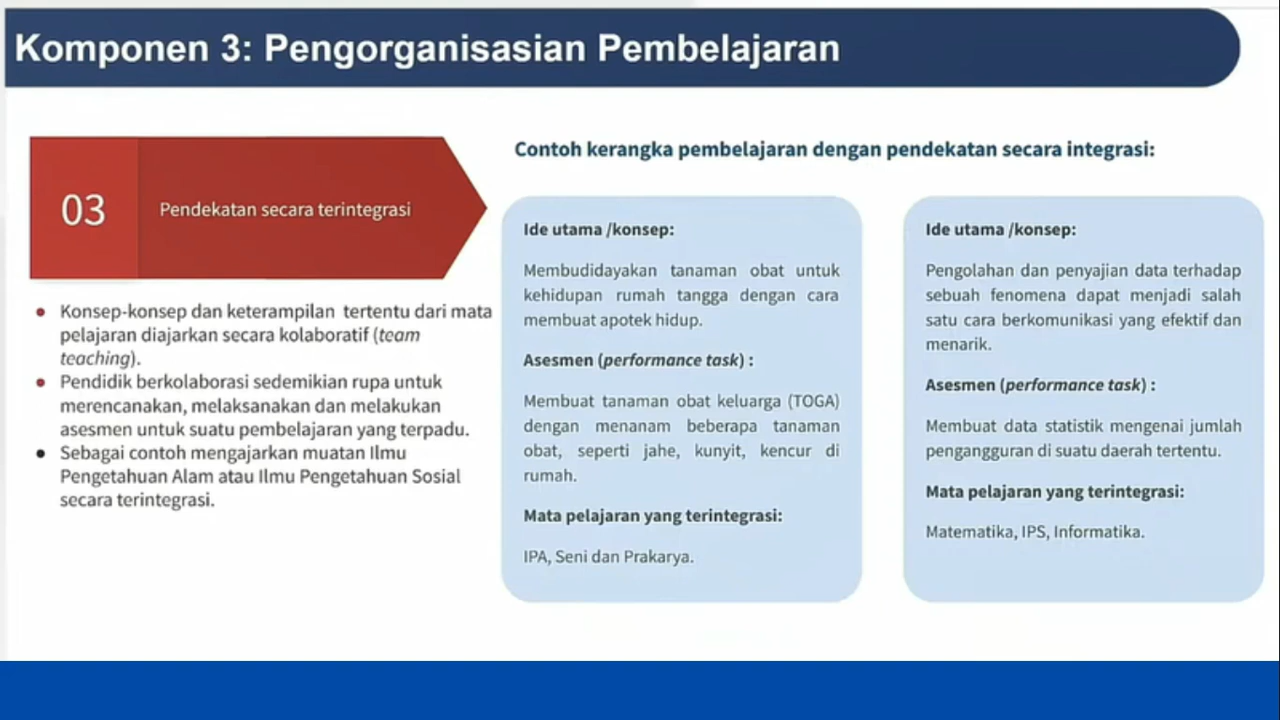 Komponen 3: Pengorganisasian Pembelajaran
03
Pendekatan secara terintegrasi
• Konsep-konsep dan keterampilan tertentu dari mata
pelajaran diajarkan secara kolaboratif (team
teaching).
• Pendidik berkolaborasi sedemikian rupa untuk
merencanakan, melaksanakan dan melakukan
asesmen untuk suatu pembelajaran yang terpadu.
• Sebagai contoh mengajarkan muatan Ilmu
Pengetahuan Alam atau Ilmu Pengetahuan Sosial
secara terintegrasi.
Contoh kerangka pembelajaran dengan pendekatan secara integrasi:
Ide utama /konsep:
Membudidayakan tanaman obat untuk
kehidupan rumah tangga dengan cara
membuat apotek hidup.
Asesmen (performance task) :
Membuat tanaman obat keluarga (TOGA)
dengan menanam beberapa tanaman
obat, seperti jahe, kunyit, kencur di
rumah.
Mata pelajaran yang terintegrasi:
IPA, Seni dan Prakarya.
Ide utama /konsep:
Pengolahan dan penyajian data terhadap
sebuah fenomena dapat menjadi salah
satu cara berkomunikasi yang efektif dan
menarik.
Asesmen (performance task) :
Membuat data statistik mengenai jumlah
pengangguran di suatu daerah tertentu.
Mata pelajaran yang terintegrasi:
Matematika, IPS, Informatika.